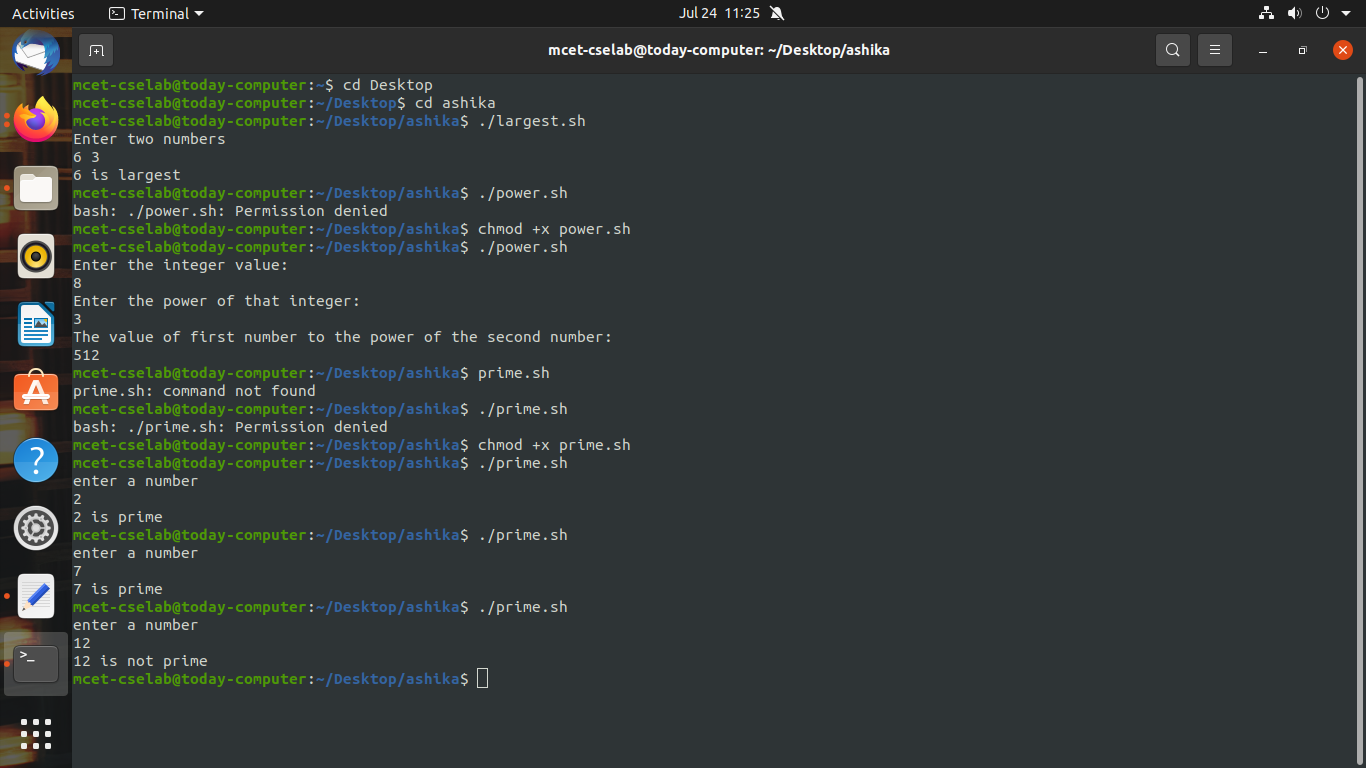 Activities Terminal Jul 24 11:25
mcet-cselab@today-computer: ~/Desktop/ashika
mcet-cselab@today-computer:~$ cd Desktop
mcet-cselab@today-computer:~/Desktop$ cd ashika
mcet-cselab@today-computer:~/Desktop/ashika$ ./largest.sh
Enter two numbers
6 3
6 is largest
mcet-cselab@today-computer:~/Desktop/ashika$ ./power.sh
bash: ./power.sh: Permission denied
mcet-cselab@today-computer:~/Desktop/ashika$ chmod +x power.sh
mcet-cselab@today-computer:~/Desktop/ashika$ ./power.sh
Enter the integer value:
8
Enter the power of that integer:
3
The value of first number to the power of the second number:
512
mcet-cselab@today-computer:~/Desktop/ashika$ prime.sh
prime.sh: command not found
mcet-cselab@today-computer:~/Desktop/ashika$ ./prime.sh
bash: ./prime.sh: Permission denied
mcet-cselab@today-computer:~/Desktop/ashika$ chmod +x prime.sh
mcet-cselab@today-computer:~/Desktop/ashika$ ./prime.sh
enter a number
2
2 is prime
mcet-cselab@today-computer:~/Desktop/ashika$ ./prime.sh
enter a number
7
7 is prime
mcet-cselab@today-computer:~/Desktop/ashika$ ./prime.sh
enter a number
12
12 is not prime
mcet-cselab@today-computer:~/Desktop/ashika$